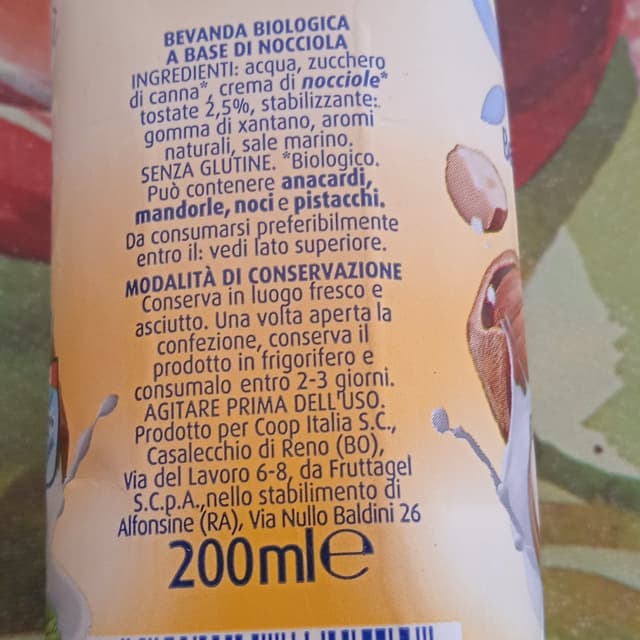 BEVANDA BIOLOGICA
A BASE DI NOCCIOLA
INGREDIENTI: acqua, zucchero
di canna*, crema di nocciole*
tostate 2,5%, stabilizzante:
gomma di xantano, aromi
naturali, sale marino.
SENZA GLUTINE. *Biologico.
Può contenere anacardi,
mandorle, noci e pistacchi.
Da consumarsi preferibilmente
entro il: vedi lato superiore.
MODALITÀ DI CONSERVAZIONE
Conserva in luogo fresco e
asciutto. Una volta aperta la
confezione, conserva il
prodotto in frigorifero e
consumalo entro 2-3 giorni.
AGITARE PRIMA DELL'USO.
Prodotto per Coop Italia S.C.,
Casalecchio di Reno (BO),
Via del Lavoro 6-8, da Fruttagel
S.C.p.A., nello stabilimento di
Alfonsine (RA), Via Nullo Baldini 26
200ml e